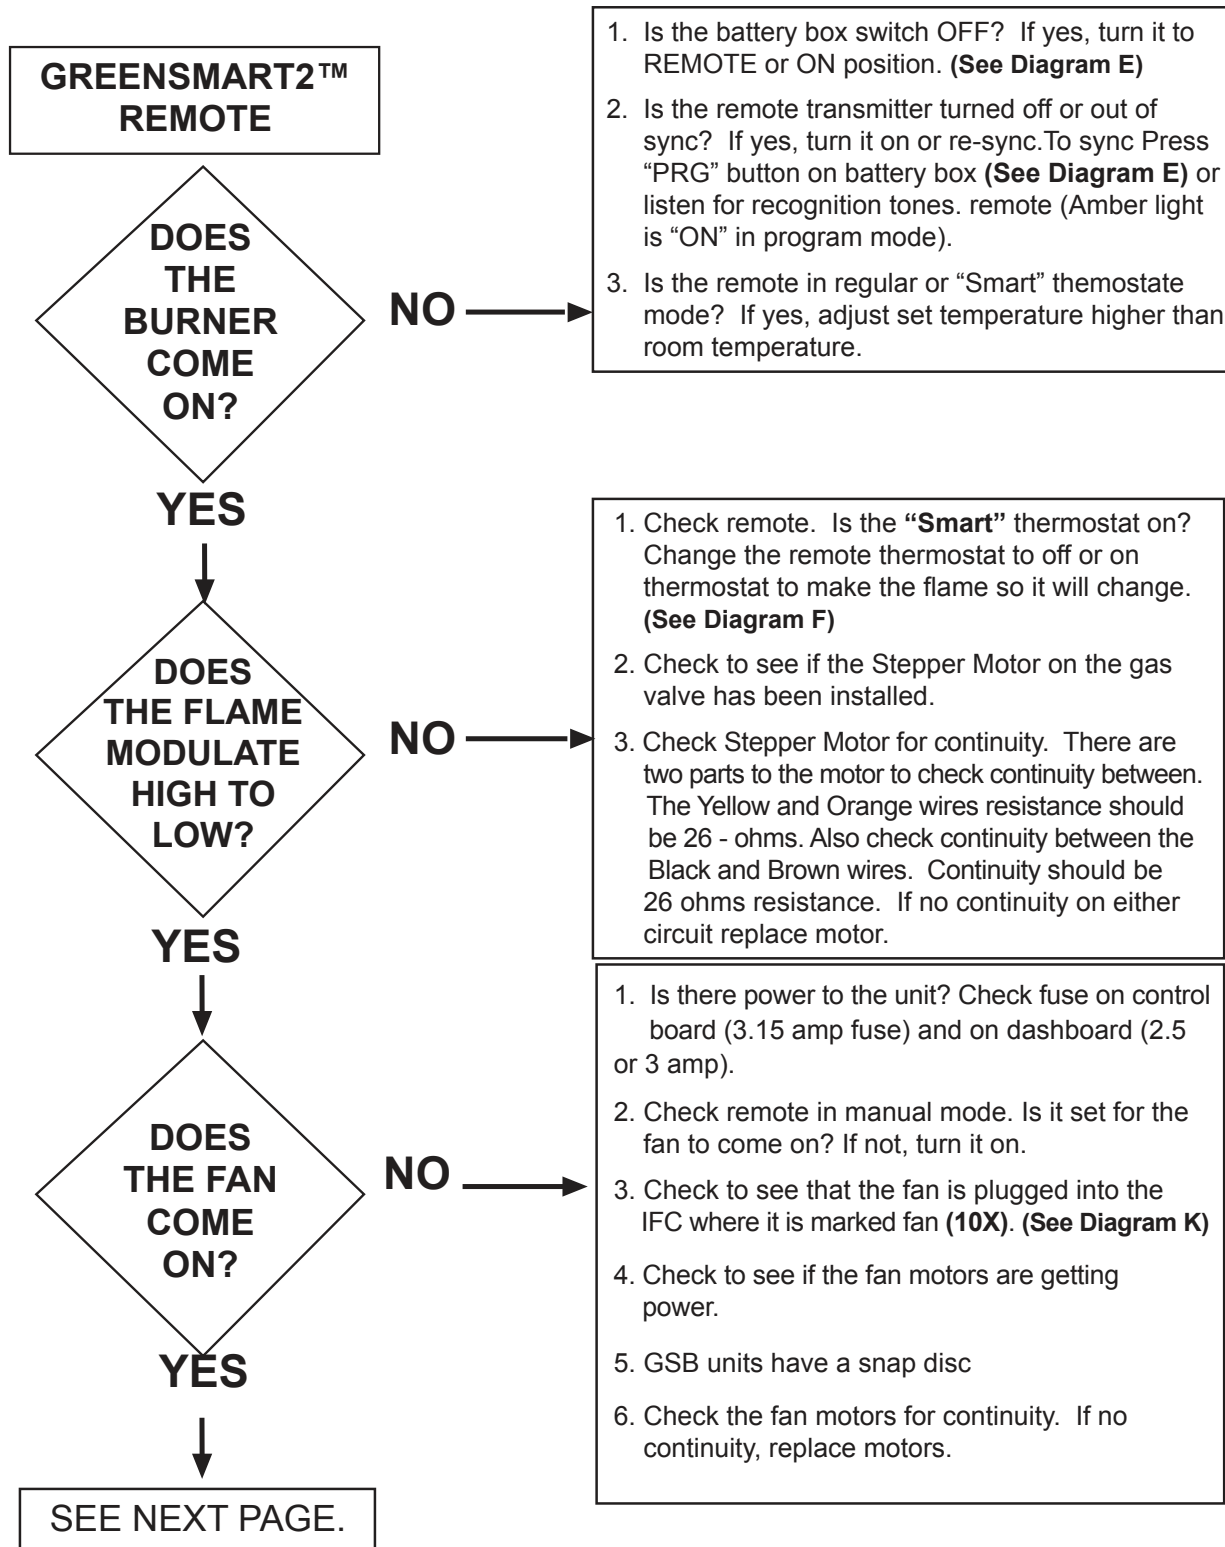 GREENSMART2™
REMOTE
DOES
THE
BURNER
COME
ON?
NO
1. Is the battery box switch OFF? If yes, turn it to
REMOTE or ON position. (See Diagram E)
2. Is the remote transmitter turned off or out of
sync? If yes, turn it on or re-sync.To sync Press
“PRG” button on battery box (See Diagram E) or
listen for recognition tones. remote (Amber light
is “ON” in program mode).
3. Is the remote in regular or “Smart” themostate
mode? If yes, adjust set temperature higher than
room temperature.
YES
DOES
THE FLAME
MODULATE
HIGH TO
LOW?
NO
1. Check remote. Is the “Smart” thermostat on?
Change the remote thermostat to off or on
thermostat to make the flame so it will change.
(See Diagram F)
2. Check to see if the Stepper Motor on the gas
valve has been installed.
3. Check Stepper Motor for continuity. There are
two parts to the motor to check continuity between.
The Yellow and Orange wires resistance should
be 26 - ohms. Also check continuity between the
Black and Brown wires. Continuity should be
26 ohms resistance. If no continuity on either
circuit replace motor.
YES
DOES
THE FAN
COME
ON?
NO
1. Is there power to the unit? Check fuse on control
board (3.15 amp fuse) and on dashboard (2.5
or 3 amp).
2. Check remote in manual mode. Is it set for the
fan to come on? If not, turn it on.
3. Check to see that the fan is plugged into the
IFC where it is marked fan (10X). (See Diagram K)
4. Check to see if the fan motors are getting
power.
5. GSB units have a snap disc
6. Check the fan motors for continuity. If no
continuity, replace motors.
YES
SEE NEXT PAGE.